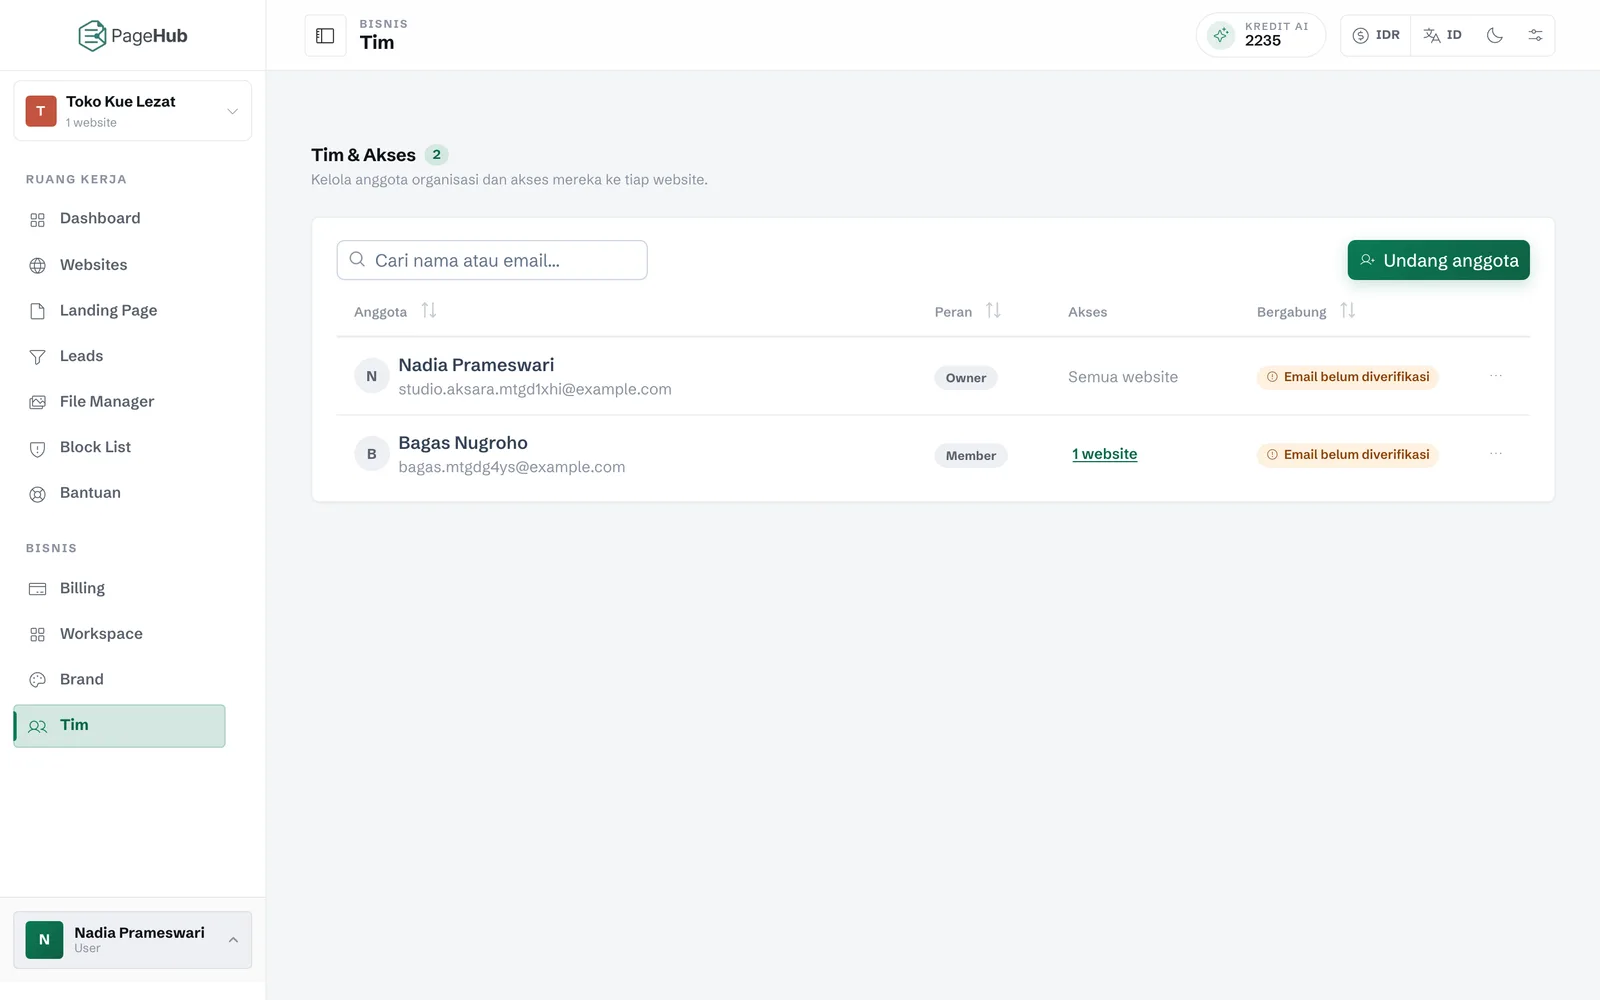 PageHub
BISNIS
Tim
KREDIT AI
2235
IDR
ID
T
Toko Kue Lezat
1 website
RUANG KERJA
Dashboard
Websites
Landing Page
Leads
File Manager
Block List
Bantuan
BISNIS
Billing
Workspace
Brand
Tim
N
Nadia Prameswari
User
Tim & Akses 2
Kelola anggota organisasi dan akses mereka ke tiap website.
Cari nama atau email...
Undang anggota
Anggota Peran Akses Bergabung
N
Nadia Prameswari
studio.aksara.mtgd1xhi@example.com
Owner
Semua website
Email belum diverifikasi
...
B
Bagas Nugroho
bagas.mtgdg4ys@example.com
Member
1 website
Email belum diverifikasi
...